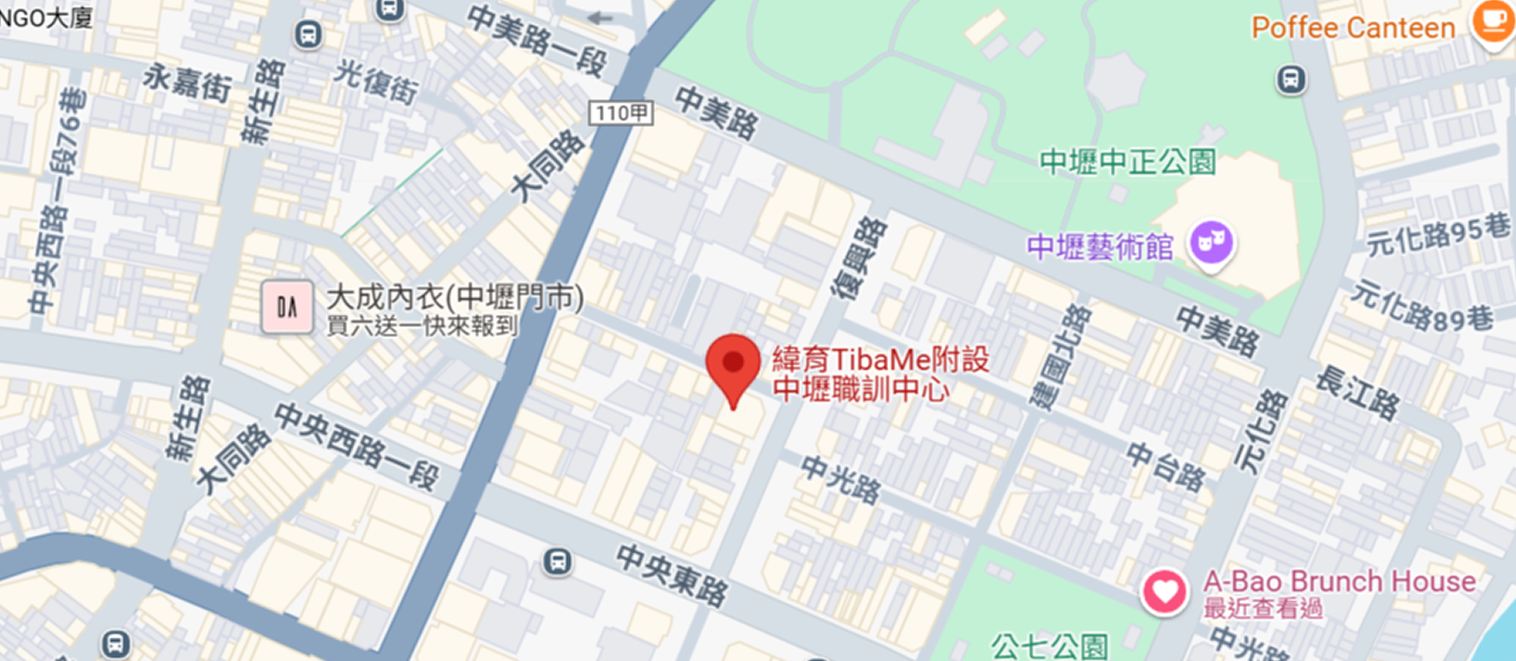 NGO大廈
中美路一段
Poffee Canteen
永嘉街
新生路
光復街
110甲
中美路
中央西路一段76巷
大同路
中壢中正公園
元化路95巷
中壢藝術館
復興路
大成內衣(中壢門市)
買六送一快來報到
DA
元化路89巷
中美路
建國北路
緯育TibaMe附設
中壢職訓中心
長江路
新生路
大同路
中央西路一段
元化路
中台路
中光路
中央東路
A-Bao Brunch House
最近查看過
公七公園
中光路